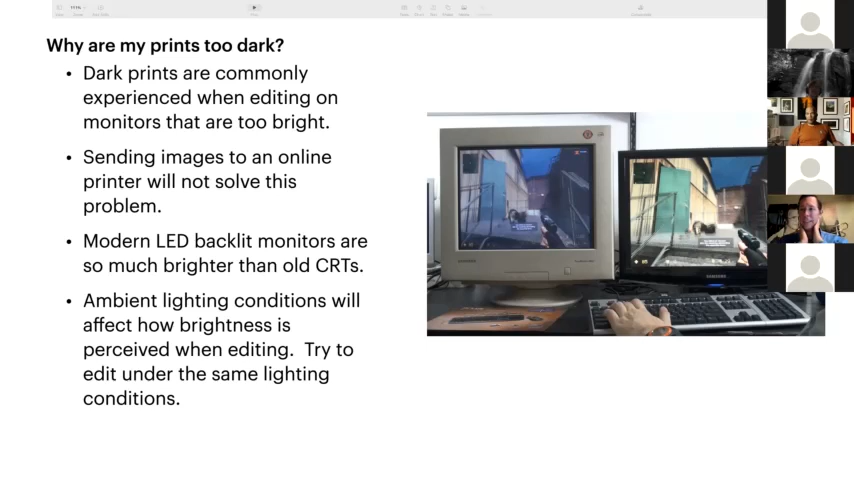 Why are my prints too dark?
• Dark prints are commonly
experienced when editing on
monitors that are too bright.
• Sending images to an online
printer will not solve this
problem.
• Modern LED backlit monitors are
so much brighter than old CRTs.
• Ambient lighting conditions will
affect how brightness is
perceived when editing.  Try to
edit under the same lighting
conditions.
SAMSUNG